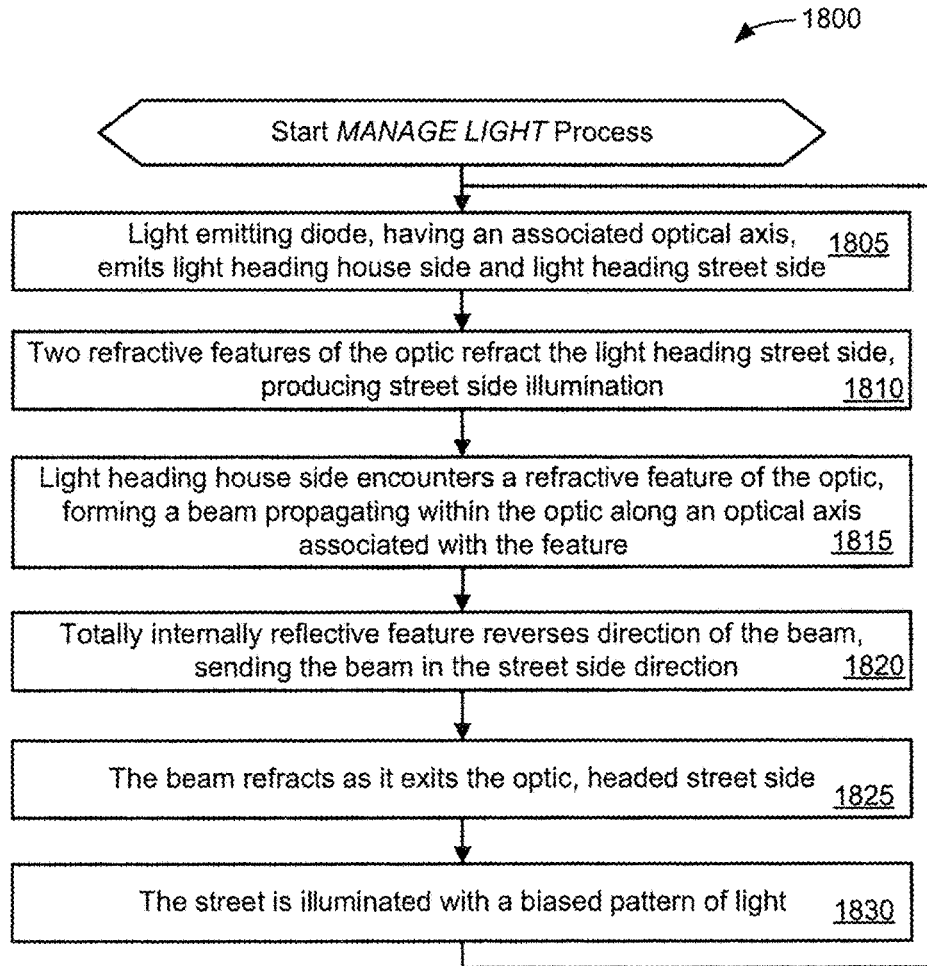 1800
Start MANAGE LIGHT Process
Light emitting diode, having an associated optical axis,
emits light heading house side and light heading street side
1805
Two refractive features of the optic refract the light heading street side,
producing street side illumination
1810
Light heading house side encounters a refractive feature of the optic,
forming a beam propagating within the optic along an optical axis
associated with the feature
1815
Totally internally reflective feature reverses direction of the beam,
sending the beam in the street side direction
1820
The beam refracts as it exits the optic, headed street side
1825
The street is illuminated with a biased pattern of light
1830